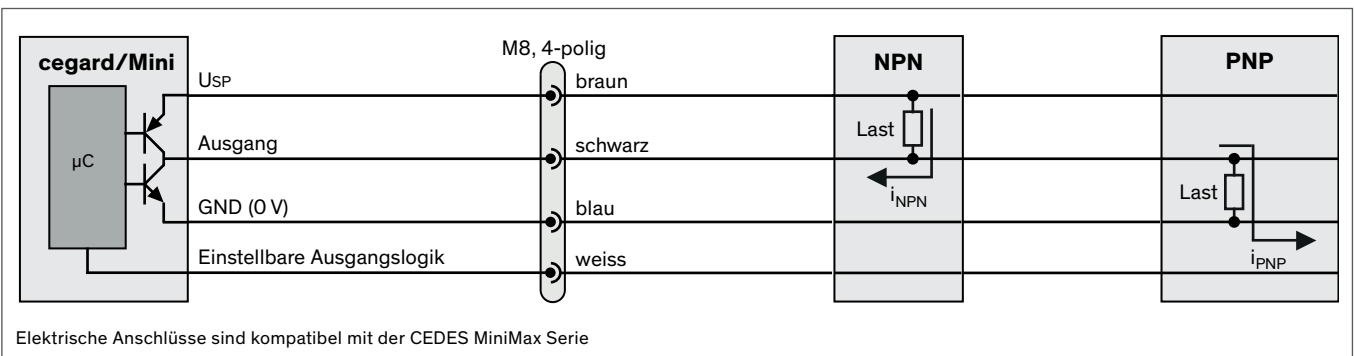 cegard/Mini
M8, 4-polig
NPN
PNP
USP
braun
Ausgang
schwarz
Last
iNPN
µC
GND (0 V)
blau
Last
iPNP
Einstellbare Ausgangslogik
weiss
Elektrische Anschlüsse sind kompatibel mit der CEDES MiniMax Serie